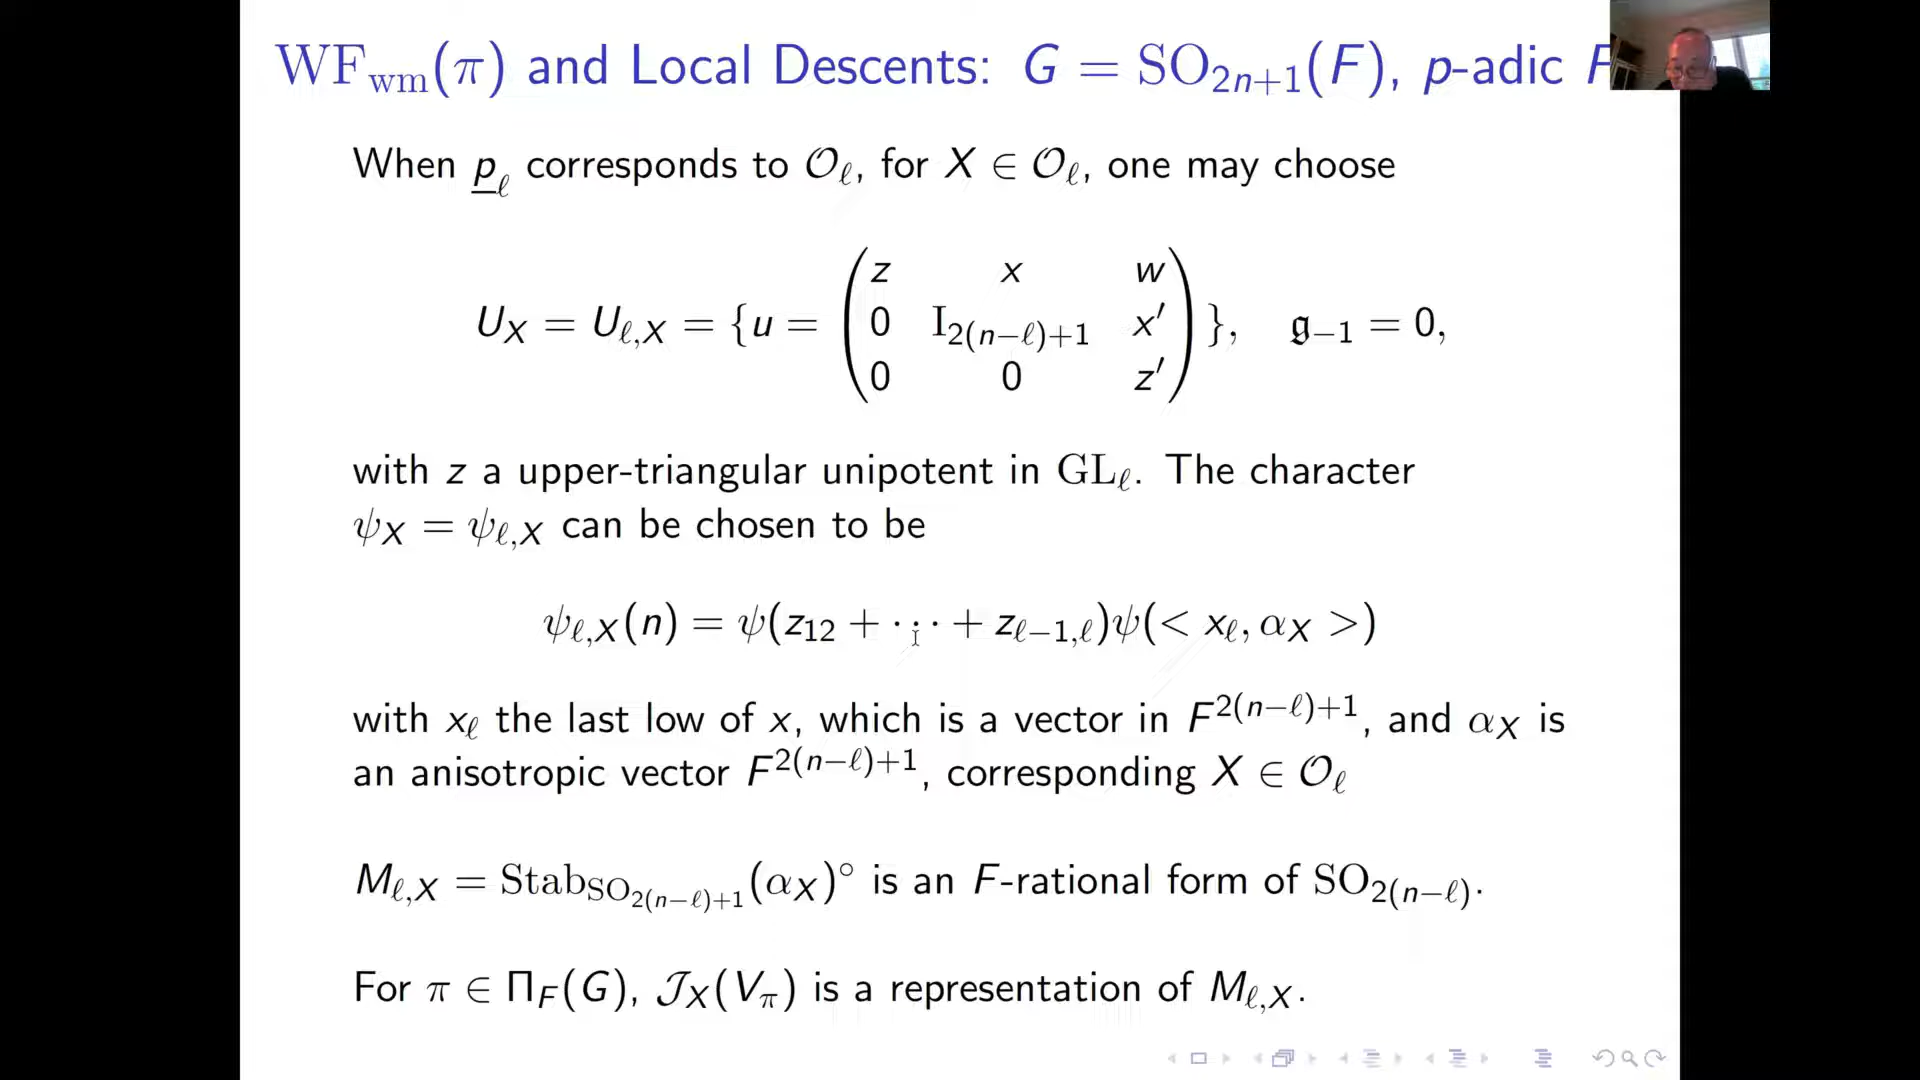 WF_wm(π) and Local Descents: G = SO_{2n+1}(F), p-adic F
When p_ℓ corresponds to 𝒪_ℓ, for X ∈ 𝒪_ℓ, one may choose
U_X = U_{ℓ,X} = {u = ( z x w
0 I_{2(n−ℓ)+1} x′
0 0 z′ )}, 𝔤_{−1} = 0,
with z a upper-triangular unipotent in GL_ℓ. The character
ψ_X = ψ_{ℓ,X} can be chosen to be
ψ_{ℓ,X}(n) = ψ(z_{12} + ··· + z_{ℓ−1,ℓ})ψ(< x_ℓ, α_X >)
with x_ℓ the last low of x, which is a vector in F^{2(n−ℓ)+1}, and α_X is
an anisotropic vector F^{2(n−ℓ)+1}, corresponding X ∈ 𝒪_ℓ
M_{ℓ,X} = Stab_{SO_{2(n−ℓ)+1}}(α_X)° is an F-rational form of SO_{2(n−ℓ)}.
For π ∈ Π_F(G), 𝒥_X(V_π) is a representation of M_{ℓ,X}.